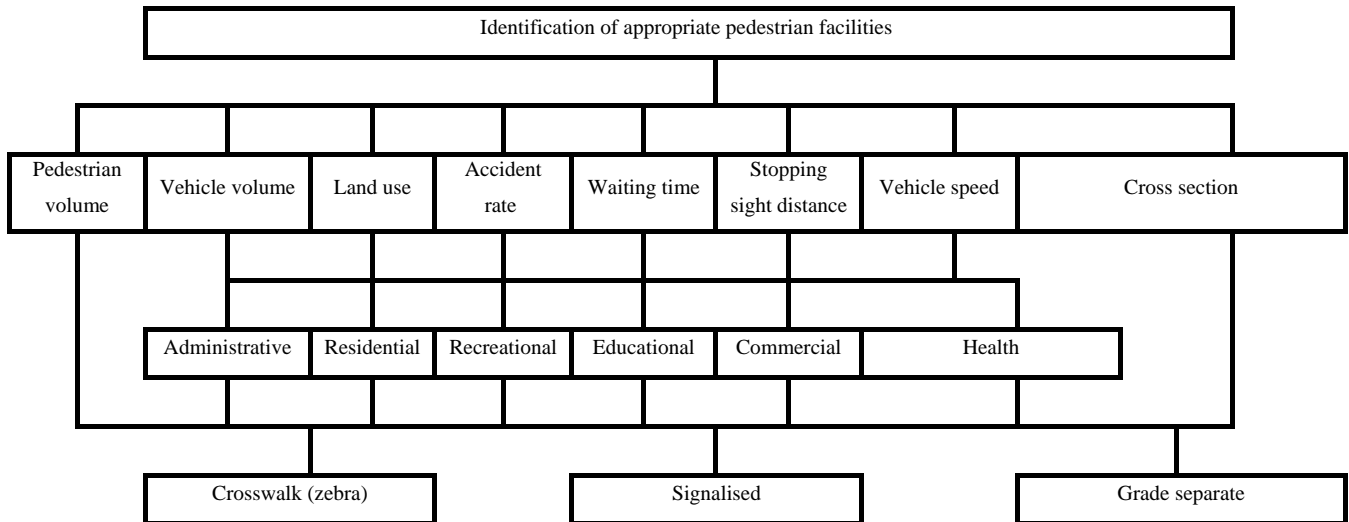 Identification of appropriate pedestrian facilities
Pedestrian
volume
Vehicle volume
Land use
Accident
rate
Waiting time
Stopping
sight distance
Vehicle speed
Cross section
Administrative
Residential
Recreational
Educational
Commercial
Health
Crosswalk (zebra)
Signalised
Grade separate